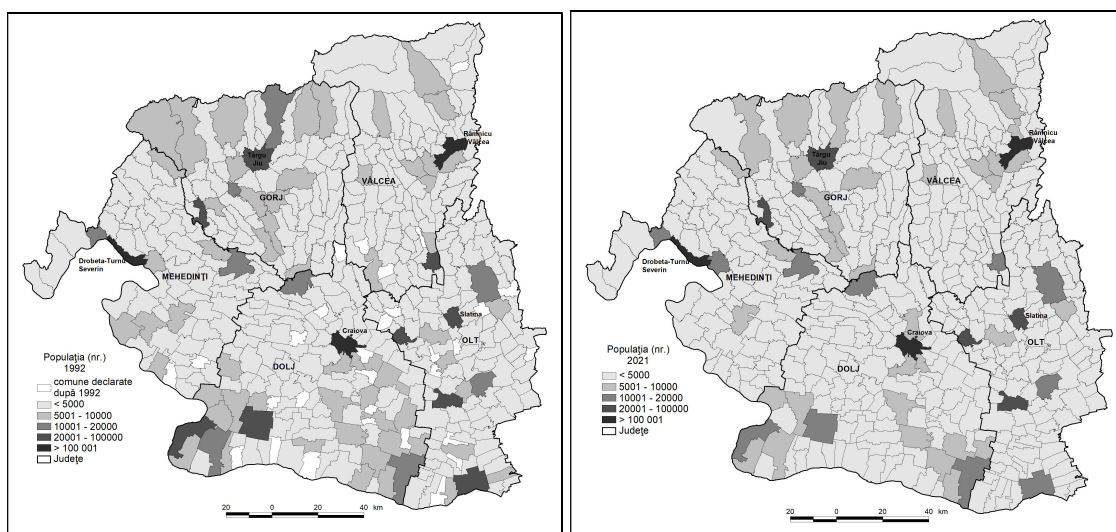 Râmnicu
Vâlcea
Târgu
Jiu
VÂLCEA
GORJ
Drobeta-Turnu
Severin
MEHEDINȚI
Slatina
Craiova
OLT
DOLJ
Populația (nr.)
1992
comune declarate
după 1992
< 5000
5001 - 10000
10001 - 20000
20001 - 100000
> 100 001
Județe
20 0 20 40 km
Râmnicu
Vâlcea
Târgu
Jiu
VÂLCEA
GORJ
Drobeta-Turnu
Severin
MEHEDINȚI
Slatina
Craiova
OLT
DOLJ
Populația (nr.)
2021
< 5000
5001 - 10000
10001 - 20000
20001 - 100000
> 100 001
Județe
20 0 20 40 km